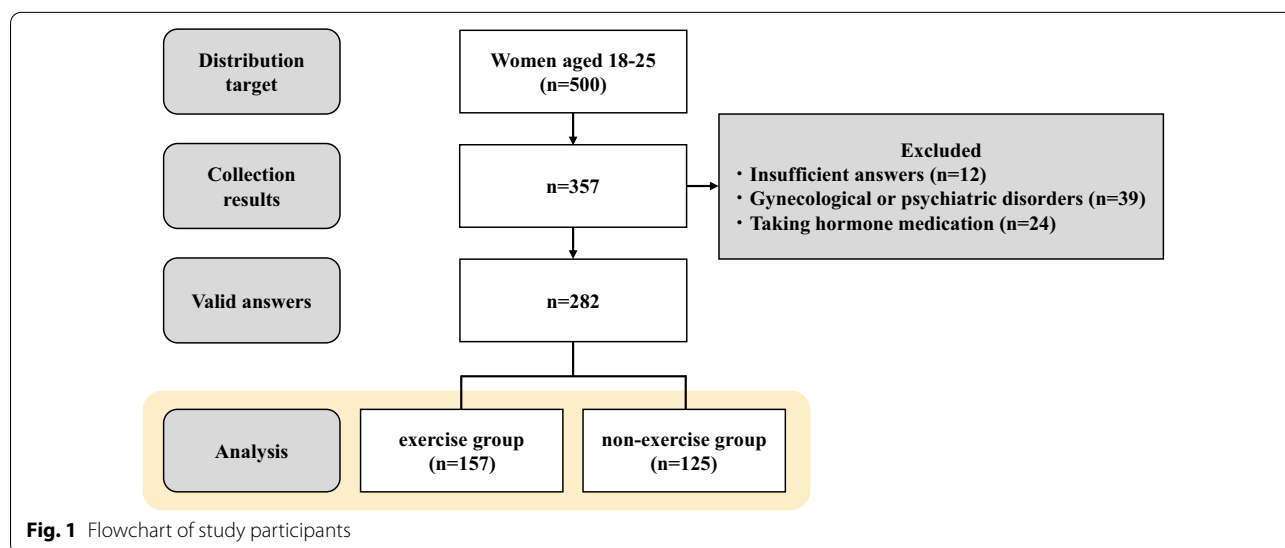 Distribution
target
Women aged 18-25
(n=500)
Collection
results
n=357
Excluded
・Insufficient answers (n=12)
・Gynecological or psychiatric disorders (n=39)
・Taking hormone medication (n=24)
Valid answers
n=282
Analysis
exercise group
(n=157)
non-exercise group
(n=125)
Fig. 1 Flowchart of study participants